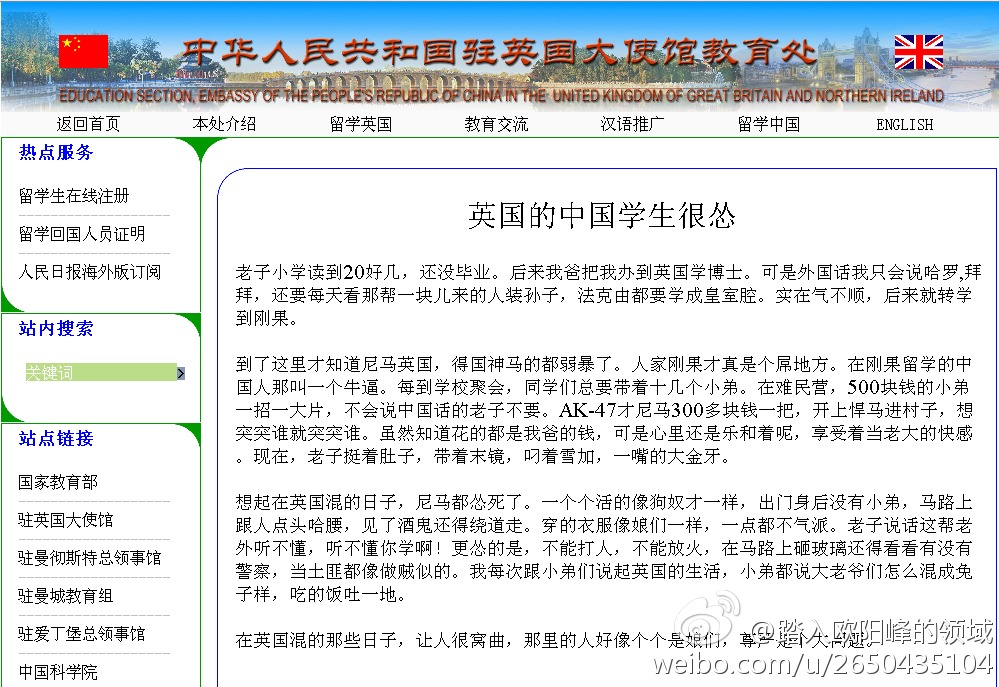 中华人民共和国驻英国大使馆教育处
EDUCATION SECTION, EMBASSY OF THE PEOPLE'S REPUBLIC OF CHINA IN THE UNITED KINGDOM OF GREAT BRITAIN AND NORTHERN IRELAND
返回首页 本处介绍 留学英国 教育交流 汉语推广 留学中国 ENGLISH
热点服务
留学生在线注册
留学回国人员证明
人民日报海外版订阅
站内搜索
关键词
站点链接
国家教育部
驻英国大使馆
驻曼彻斯特总领事馆
驻曼城教育组
驻爱丁堡总领事馆
中国科学院
英国的中国学生很怂
老子小学读到20好几，还没毕业。后来我爸把我办到英国学博士。可是外国话我只会说哈罗,拜
拜，还要每天看那帮一块儿来的人装孙子，法克由都要学成皇室腔。实在气不顺，后来就转学
到刚果。
到了这里才知道尼马英国，得国神马的都弱暴了。人家刚果才真是个屌地方。在刚果留学的中
国人那叫一个牛逼。每到学校聚会，同学们总要带着十几个小弟。在难民营，500块钱的小弟
一招一大片，不会说中国话的老子不要。AK-47才尼马300多块钱一把，开上悍马进村子，想
突突谁就突突谁。虽然知道花的都是我爸的钱，可是心里还是乐和着呢，享受着当老大的快感
。现在，老子挺着肚子，带着末镜，叼着雪加，一嘴的大金牙。
想起在英国混的日子，尼马都怂死了。一个个活的像狗奴才一样，出门身后没有小弟，马路上
跟人点头哈腰，见了酒鬼还得绕道走。穿的衣服像娘们一样，一点都不气派。老子说话这帮老
外听不懂，听不懂你学啊！更怂的是，不能打人，不能放火，在马路上砸玻璃还得看看有没有
警察，当土匪都像做贼似的。我每次跟小弟们说起英国的生活，小弟都说大老爷们怎么混成兔
子样，吃的饭吐一地。
在英国混的那些日子，让人很窝曲，那里的人好像个个是娘们，尊严是个大问题。
@踏入欧阳峰的领域
weibo.com/u/2650435104